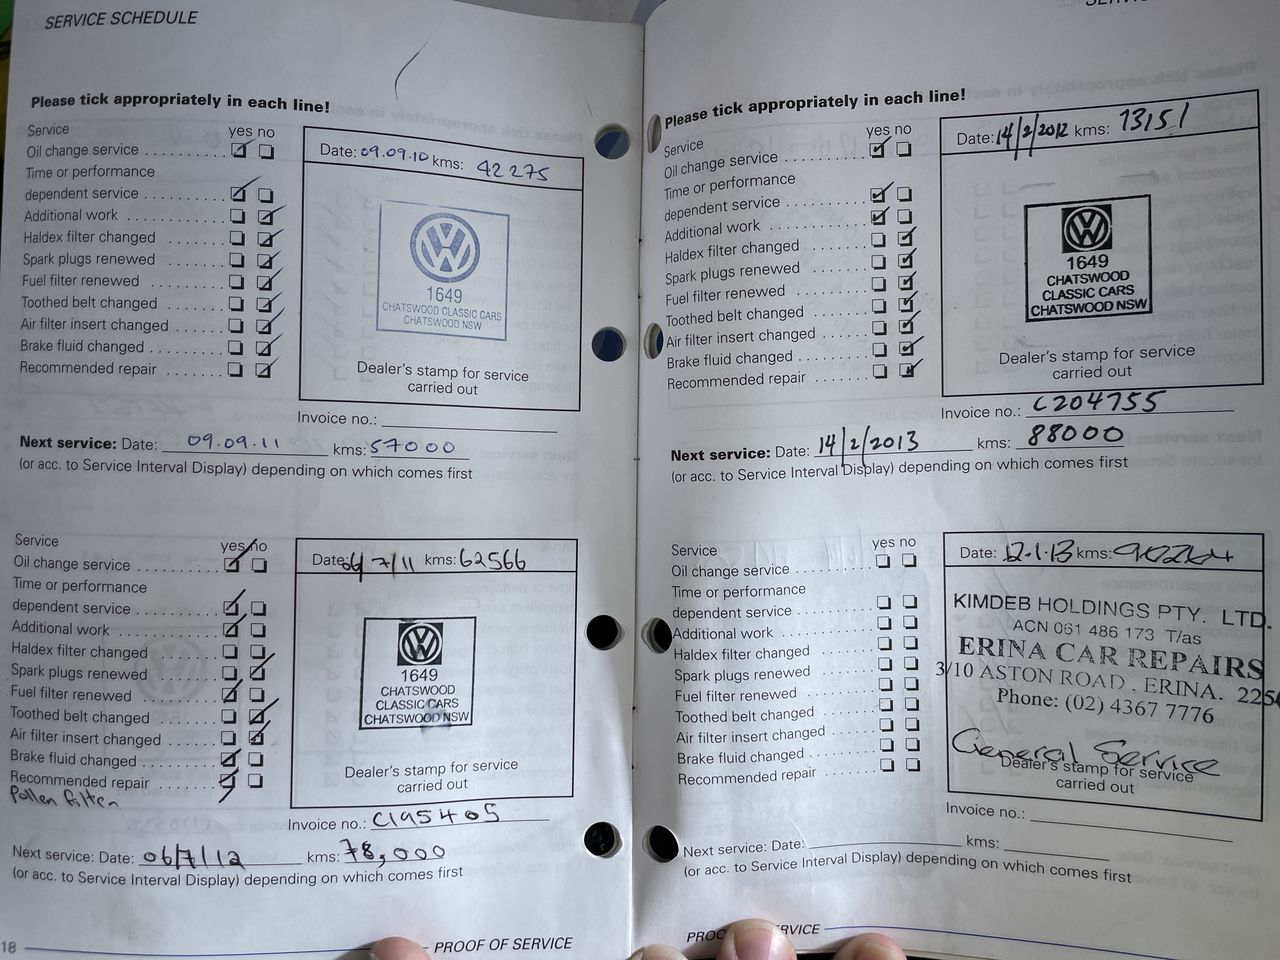 SERVICE SCHEDULE
Please tick appropriately in each line!
Service
yes no
Oil change service
Time or performance
dependent service
Additional work
Haldex filter changed
Spark plugs renewed
Fuel filter renewed
Toothed belt changed
Air filter insert changed
Brake fluid changed
Recommended repair
Date: 09.09.10 kms: 42275
1649
CHATSWOOD CLASSIC CARS
CHATSWOOD NSW
Dealer's stamp for service
carried out
Invoice no.:
Next service: Date: 09.09.11 kms: 57000
(or acc. to Service Interval Display) depending on which comes first
Service
yes no
Oil change service
Time or performance
dependent service
Additional work
Haldex filter changed
Spark plugs renewed
Fuel filter renewed
Toothed belt changed
Air filter insert changed
Brake fluid changed
Recommended repair
Pollen filter
Date: 06/7/11 kms: 62566
1649
CHATSWOOD
CLASSIC CARS
CHATSWOOD NSW
Dealer's stamp for service
carried out
Invoice no.: C195405
Next service: Date: 06/7/12 kms: 78,000
(or acc. to Service Interval Display) depending on which comes first
18
PROOF OF SERVICE
Please tick appropriately in each line!
Service
yes no
Oil change service
Time or performance
dependent service
Additional work
Haldex filter changed
Spark plugs renewed
Fuel filter renewed
Toothed belt changed
Air filter insert changed
Brake fluid changed
Recommended repair
Date: 14/2/2012 kms: 73151
1649
CHATSWOOD
CLASSIC CARS
CHATSWOOD NSW
Dealer's stamp for service
carried out
Invoice no.: C204755
Next service: Date: 14/2/2013 kms: 88000
(or acc. to Service Interval Display) depending on which comes first
Service
yes no
Oil change service
Time or performance
dependent service
Additional work
Haldex filter changed
Spark plugs renewed
Fuel filter renewed
Toothed belt changed
Air filter insert changed
Brake fluid changed
Recommended repair
Date: 12.1.13 kms:
KIMDEB HOLDINGS PTY. LTD.
ACN 061 486 173 T/as
ERINA CAR REPAIRS
3/10 ASTON ROAD, ERINA. 225
Phone: (02) 4367 7776
General Service
Dealer's stamp for service
carried out
Invoice no.:
Next service: Date: kms:
(or acc. to Service Interval Display) depending on which comes first
SERVICE